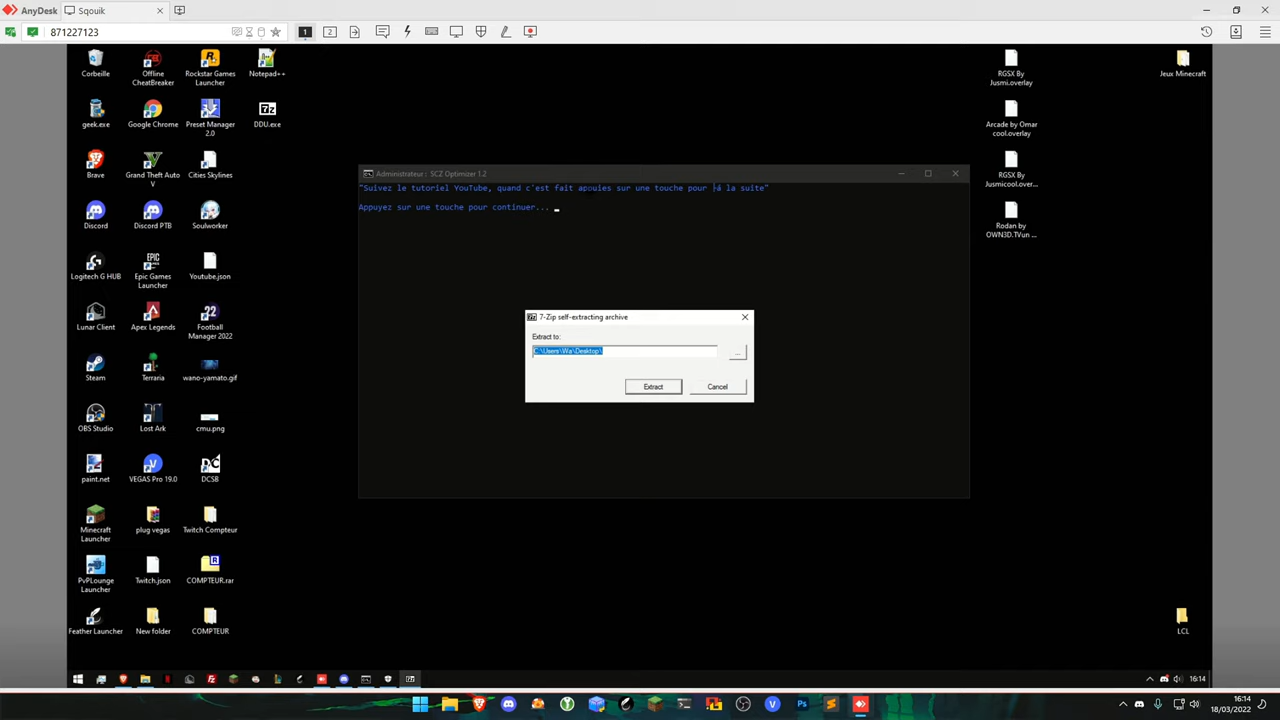 AnyDesk
Sqouik
871227123
1
2
Corbeille
Offline
CheatBreaker
Rockstar Games
Launcher
Notepad++
geek.exe
Google Chrome
Preset Manager
2.0
DDU.exe
Brave
Grand Theft Auto
V
Cities Skylines
Discord
Discord PTB
Soulworker
Logitech G HUB
Epic Games
Launcher
Youtube.json
Lunar Client
Apex Legends
Football
Manager 2022
Steam
Terraria
wano-yamato.gif
OBS Studio
Lost Ark
cmu.png
paint.net
VEGAS Pro 19.0
DCSB
Minecraft
Launcher
plug vegas
Twitch Compteur
PvPLounge
Launcher
Twitch.json
COMPTEUR.rar
Feather Launcher
New folder
COMPTEUR
Administrateur : SCZ Optimizer 1.2
"Suivez le tutoriel YouTube, quand c'est fait appuies sur une touche pour ├á la suite"
Appuyez sur une touche pour continuer...
7-Zip self-extracting archive
Extract to:
C:\Users\Wa\Desktop\
...
Extract
Cancel
RGSX By
Jusmi.overlay
Arcade by Omar
cool.overlay
RGSX By
Jusmicool.over...
Rodan by
OWN3D.TVun ...
Jeux Minecraft
LCL
16:14
16:14
18/03/2022